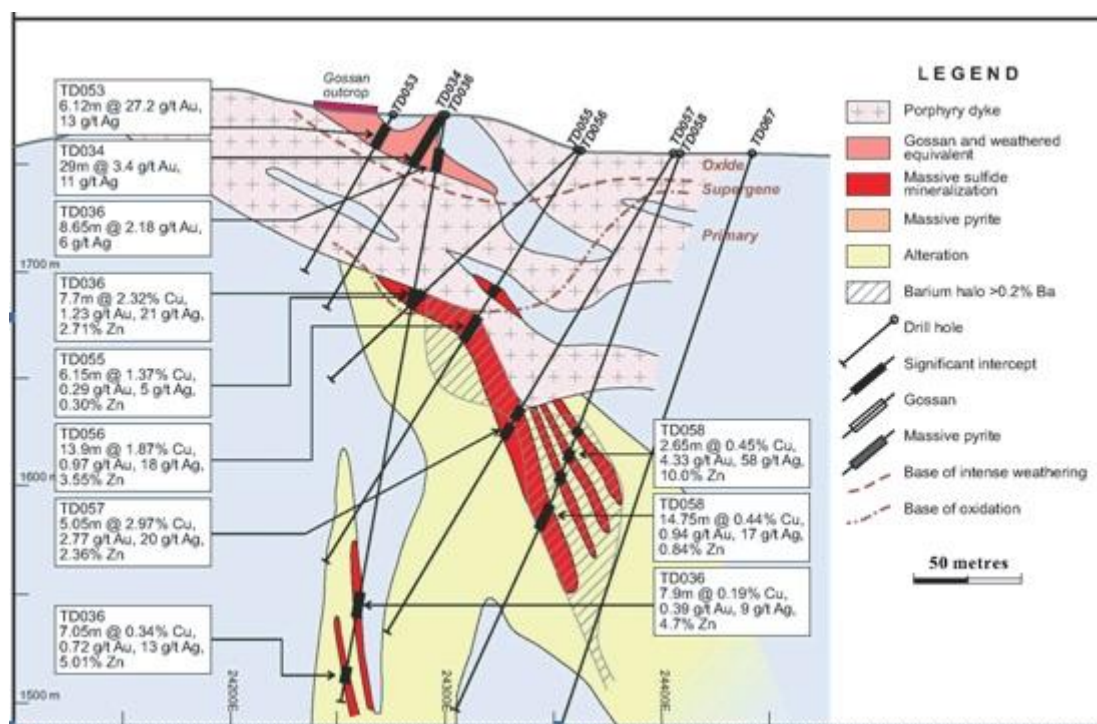 Gossan
outcrop
TD053
TD034
TD036
TD055
TD056
TD057
TD058
TD067
TD053
6.12m @ 27.2 g/t Au,
13 g/t Ag
TD034
29m @ 3.4 g/t Au,
11 g/t Ag
TD036
8.65m @ 2.18 g/t Au,
6 g/t Ag
Oxide
Supergene
Primary
1700 m
TD036
7.7m @ 2.32% Cu,
1.23 g/t Au, 21 g/t Ag,
2.71% Zn
TD055
6.15m @ 1.37% Cu,
0.29 g/t Au, 5 g/t Ag,
0.30% Zn
TD056
13.9m @ 1.87% Cu,
0.97 g/t Au, 18 g/t Ag,
3.55% Zn
1600 m
TD057
5.05m @ 2.97% Cu,
2.77 g/t Au, 20 g/t Ag,
2.36% Zn
TD036
7.05m @ 0.34% Cu,
0.72 g/t Au, 13 g/t Ag,
5.01% Zn
1500 m
TD058
2.65m @ 0.45% Cu,
4.33 g/t Au, 58 g/t Ag,
10.0% Zn
TD058
14.75m @ 0.44% Cu,
0.94 g/t Au, 17 g/t Ag,
0.84% Zn
TD036
7.9m @ 0.19% Cu,
0.39 g/t Au, 9 g/t Ag,
4.7% Zn
24200E
24300E
24400E
LEGEND
Porphyry dyke
Gossan and weathered
equivalent
Massive sulfide
mineralization
Massive pyrite
Alteration
Barium halo >0.2% Ba
Drill hole
Significant intercept
Gossan
Massive pyrite
Base of intense weathering
Base of oxidation
50 metres